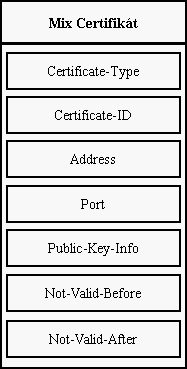 Mix Certifikát
Certificate-Type
Certificate-ID
Address
Port
Public-Key-Info
Not-Valid-Before
Not-Valid-After